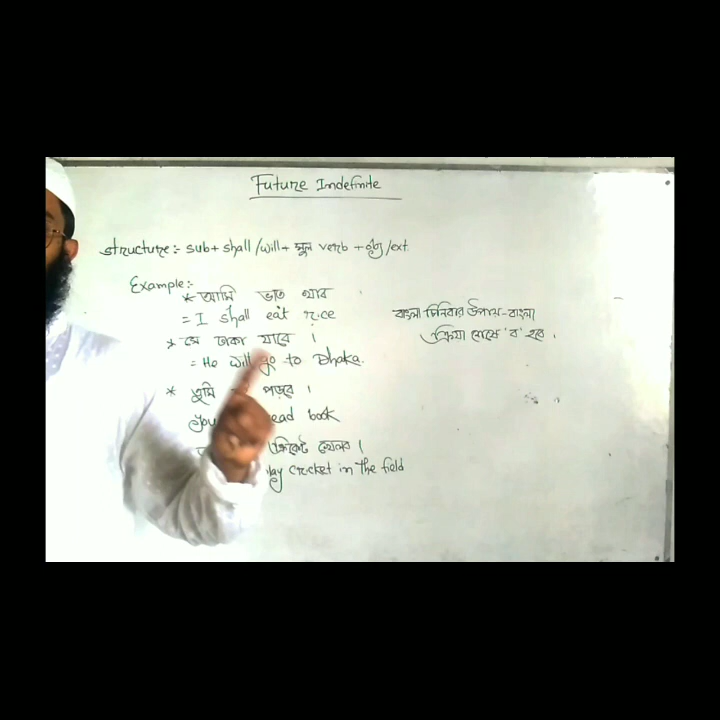 Future Indefinite
structure:- sub + shall/will + মূল verb + obj/ext.
Example:-
* আমি ভাত খাব
= I shall eat rice
* সে ঢাকা যাবে ।
= He will go to Dhaka.
* তুমি পড়বে ।
You read book
ক্রিকেট খেলব ।
play cricket in the field
বাংলা চিনিবার উপায়-বাংলা
ক্রিয়া শেষে 'ব' হবে ।